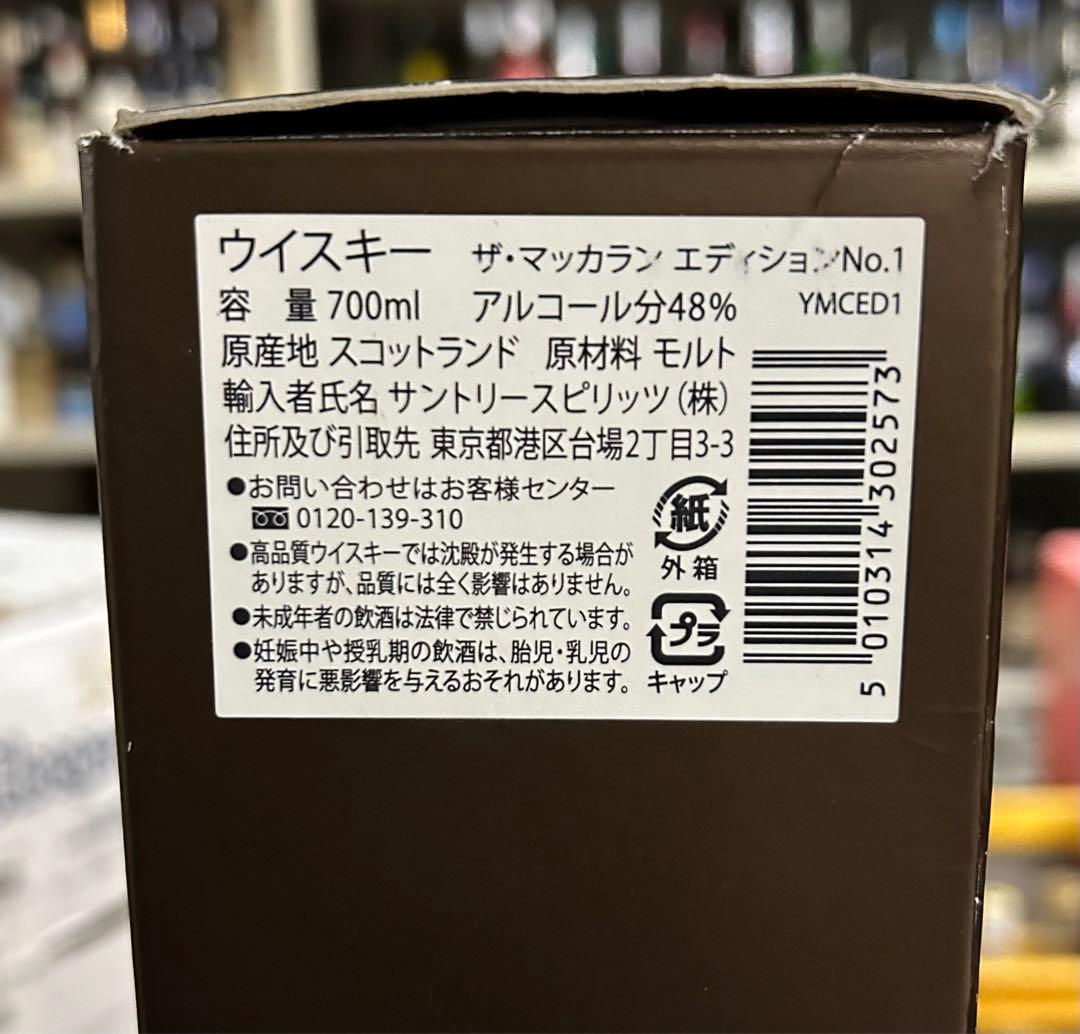 ウイスキー ザ・マッカラン エディションNo.1
容 量 700ml アルコール分48% YMCED1
原産地 スコットランド 原材料 モルト
輸入者氏名 サントリースピリッツ(株)
住所及び引取先 東京都港区台場2丁目3-3
●お問い合わせはお客様センター
0120-139-310
●高品質ウイスキーでは沈殿が発生する場合が
ありますが、品質には全く影響はありません。
●未成年者の飲酒は法律で禁じられています。
●妊娠中や授乳期の飲酒は、胎児・乳児の
発育に悪影響を与えるおそれがあります。
紙
外箱
プラ
キャップ
5 010314 302573